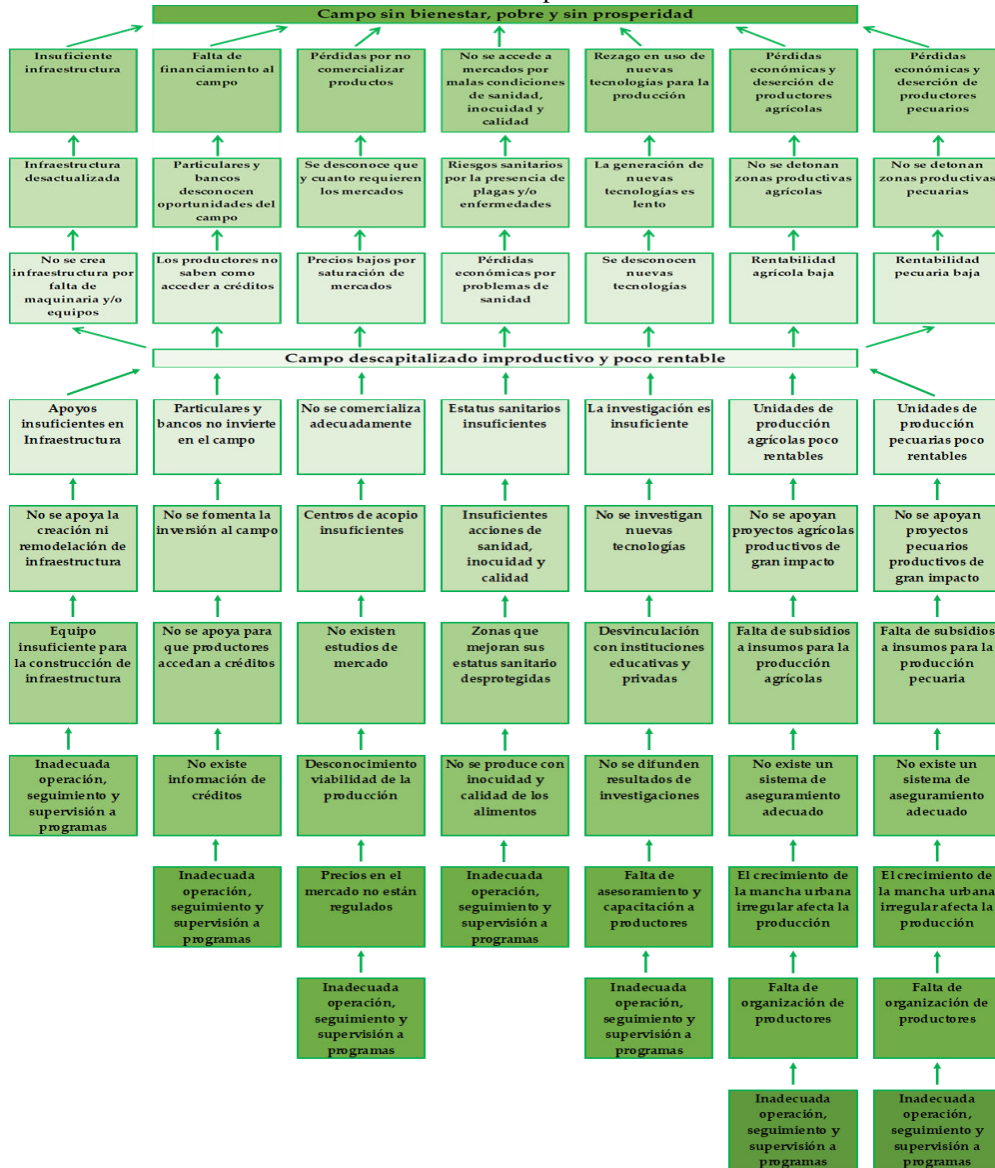 Campo sin bienestar, pobre y sin prosperidad
Insuficiente
infraestructura
Falta de
financiamiento al
campo
Pérdidas por no
comercializar
productos
No se accede a
mercados por
malas condiciones
de sanidad,
inocuidad y
calidad
Rezago en uso de
nuevas
tecnologías para la
producción
Pérdidas
económicas y
deserción de
productores
agrícolas
Pérdidas
económicas y
deserción de
productores
pecuarios
Infraestructura
desactualizada
Particulares y
bancos
desconocen
oportunidades del
campo
Se desconoce que
y cuanto requieren
los mercados
Riesgos sanitarios
por la presencia de
plagas y/o
enfermedades
La generación de
nuevas
tecnologías es
lento
No se detonan
zonas productivas
agrícolas
No se detonan
zonas productivas
pecuarias
No se crea
infraestructura por
falta de
maquinaria y/o
equipos
Los productores no
saben como
acceder a créditos
Precios bajos por
saturación de
mercados
Pérdidas
económicas por
problemas de
sanidad
Se desconocen
nuevas
tecnologías
Rentabilidad
agrícola baja
Rentabilidad
pecuaria baja
Campo descapitalizado improductivo y poco rentable
Apoyos
insuficientes en
Infraestructura
Particulares y
bancos no invierte
en el campo
No se comercializa
adecuadamente
Estatus sanitarios
insuficientes
La investigación es
insuficiente
Unidades de
producción
agrícolas poco
rentables
Unidades de
producción
pecuarias poco
rentables
No se apoya la
creación ni
remodelación de
infraestructura
No se fomenta la
inversión al campo
Centros de acopio
insuficientes
Insuficientes
acciones de
sanidad,
inocuidad y
calidad
No se investigan
nuevas
tecnologías
No se apoyan
proyectos agrícolas
productivos de
gran impacto
No se apoyan
proyectos
pecuarios
productivos de
gran impacto
Equipo
insuficiente para
la construcción de
infraestructura
No se apoya para
que productores
accedan a créditos
No existen
estudios de
mercado
Zonas que
mejoran sus
estatus sanitario
desprotegidas
Desvinculación
con instituciones
educativas y
privadas
Falta de subsidios
a insumos para la
producción
agrícolas
Falta de subsidios
a insumos para la
producción
pecuaria
Inadecuada
operación,
seguimiento y
supervisión a
programas
No existe
información de
créditos
Desconocimiento
viabilidad de la
producción
No se produce con
inocuidad y
calidad de los
alimentos
No se difunden
resultados de
investigaciones
No existe un
sistema de
aseguramiento
adecuado
No existe un
sistema de
aseguramiento
adecuado
Inadecuada
operación,
seguimiento y
supervisión a
programas
Precios en el
mercado no están
regulados
Inadecuada
operación,
seguimiento y
supervisión a
programas
Falta de
asesoramiento y
capacitación a
productores
El crecimiento de
la mancha urbana
irregular afecta la
producción
El crecimiento de
la mancha urbana
irregular afecta la
producción
Inadecuada
operación,
seguimiento y
supervisión a
programas
Inadecuada
operación,
seguimiento y
supervisión a
programas
Falta de
organización de
productores
Falta de
organización de
productores
Inadecuada
operación,
seguimiento y
supervisión a
programas
Inadecuada
operación,
seguimiento y
supervisión a
programas